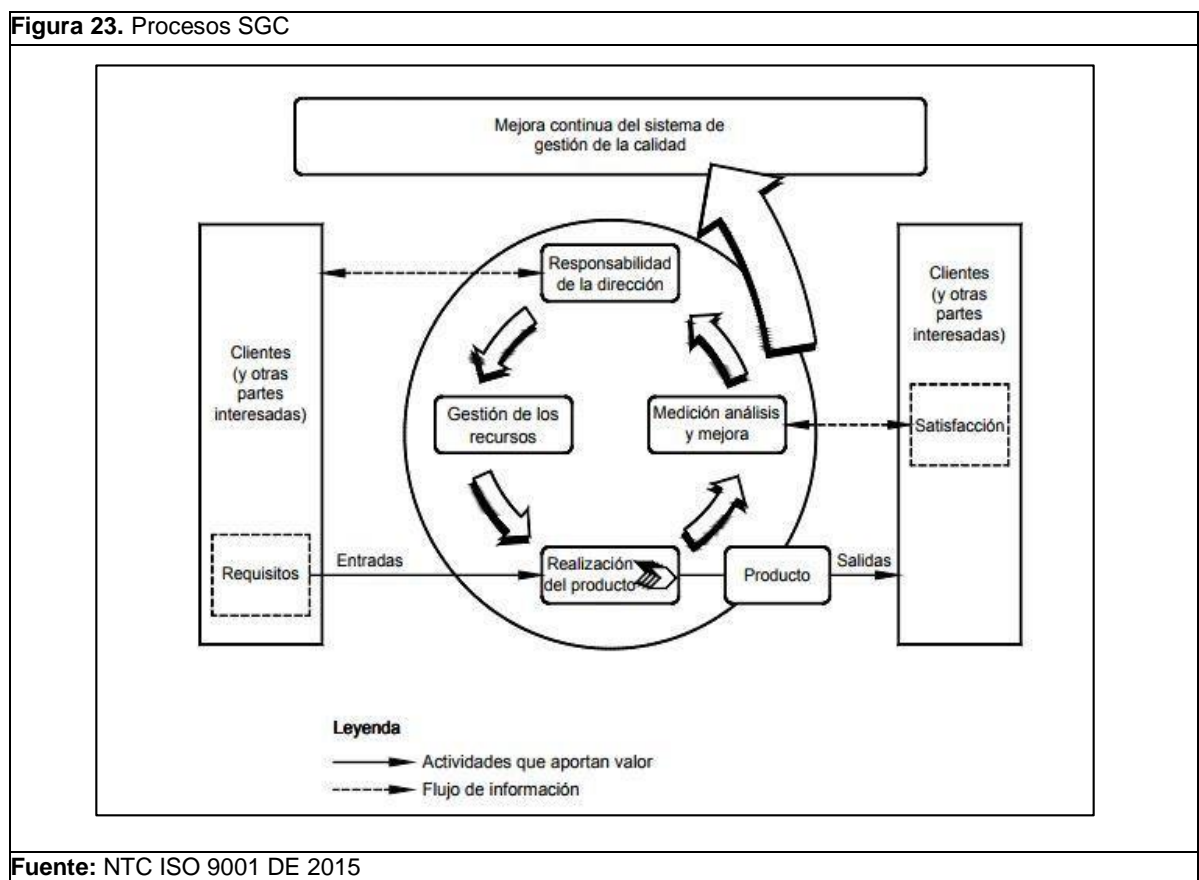 Figura 23. Procesos SGC
Mejora continua del sistema de
gestión de la calidad
Responsabilidad
de la dirección
Clientes
(y otras
partes
interesadas)
Clientes
(y otras
partes
interesadas)
Gestión de los
recursos
Medición análisis
y mejora
Satisfacción
Requisitos
Entradas
Realización
del producto
Producto
Salidas
Leyenda
Actividades que aportan valor
Flujo de información
Fuente: NTC ISO 9001 DE 2015